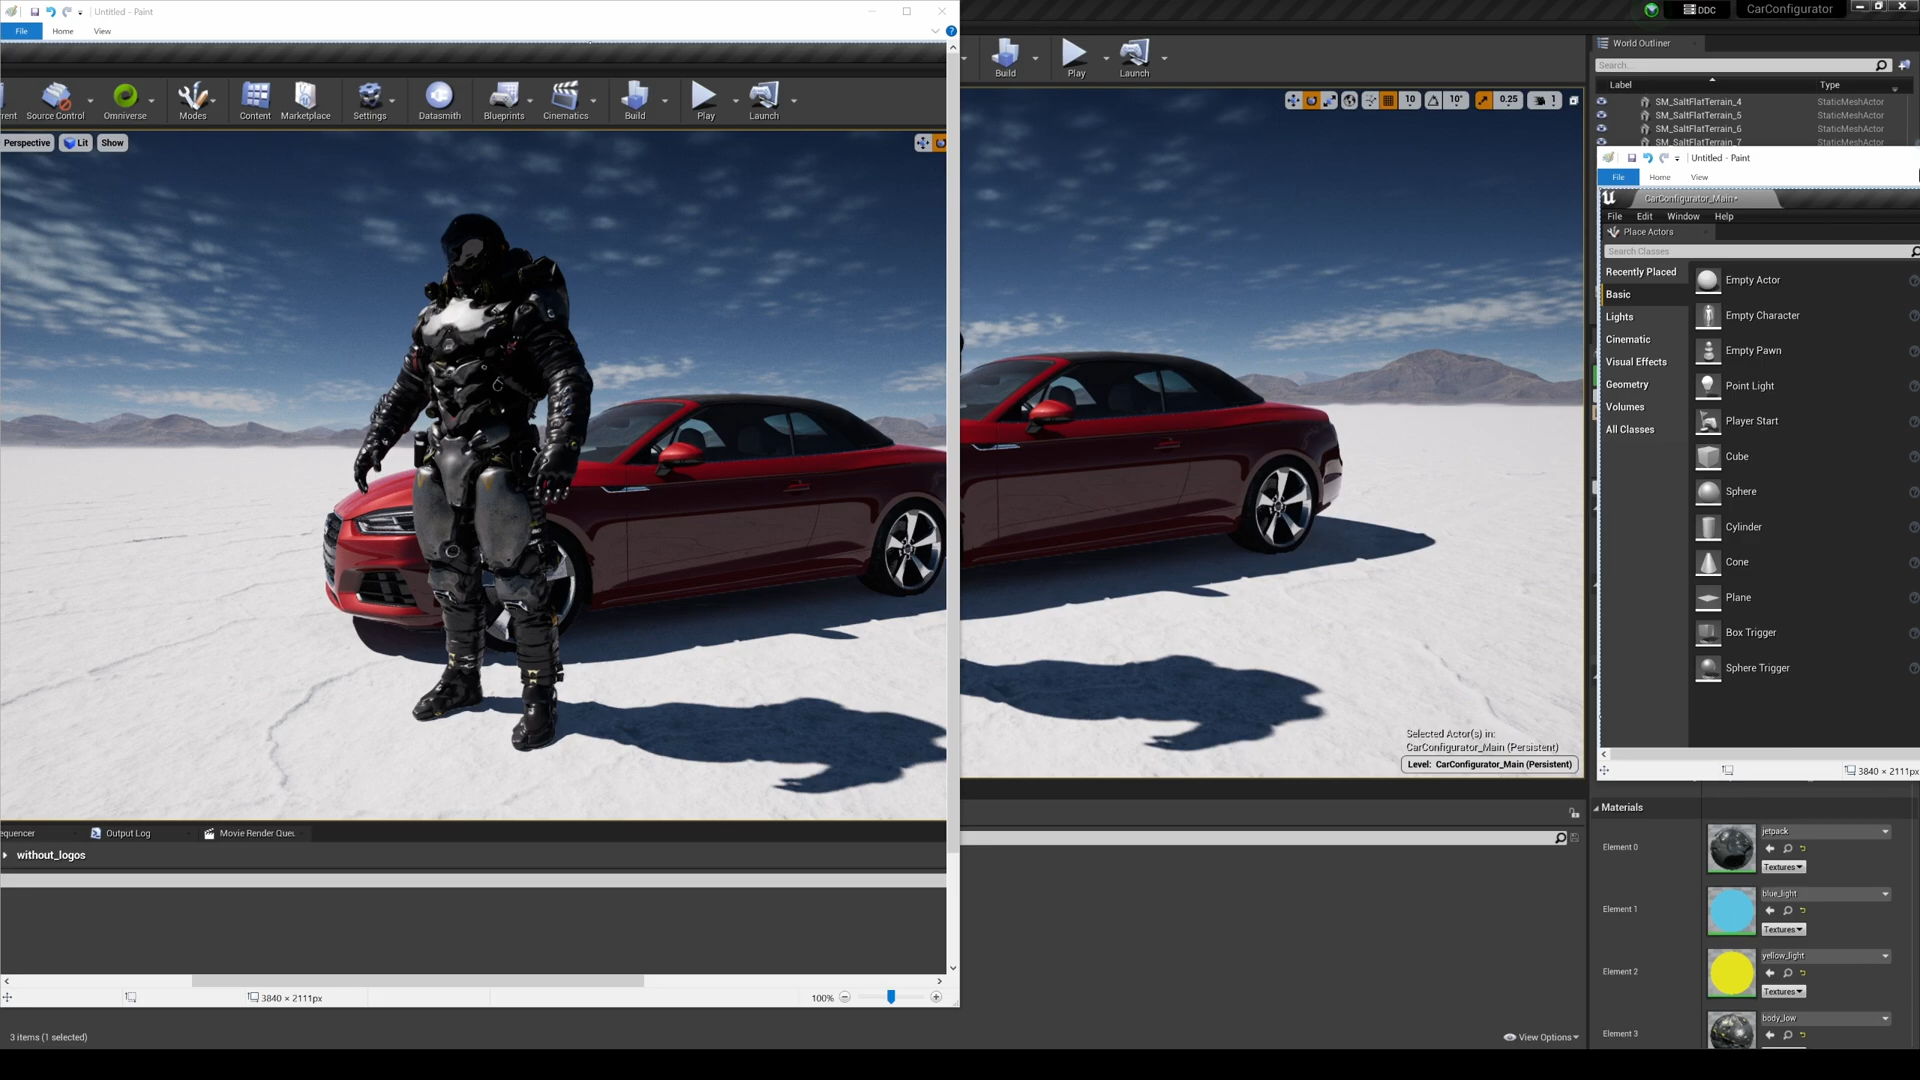 Untitled - Paint
File Home View
Source Control Omniverse Modes Content Marketplace Settings Datasmith Blueprints Cinematics Build Play Launch
Perspective Lit Show
equencer Output Log Movie Render Que
without_logos
3840 × 2111px 100%
3 items (1 selected)
Build Play Launch
10 10° 0.25 1
Selected Actor(s) in:
CarConfigurator_Main (Persistent)
Level: CarConfigurator_Main (Persistent)
View Options
DDC CarConfigurator
World Outliner
Search...
Label Type
SM_SaltFlatTerrain_4 StaticMeshActor
SM_SaltFlatTerrain_5 StaticMeshActor
SM_SaltFlatTerrain_6 StaticMeshActor
SM_SaltFlatTerrain_7 StaticMeshActor
Untitled - Paint
File Home View
CarConfigurator_Main*
File Edit Window Help
Place Actors
Search Classes
Recently Placed
Basic
Lights
Cinematic
Visual Effects
Geometry
Volumes
All Classes
Empty Actor
Empty Character
Empty Pawn
Point Light
Player Start
Cube
Sphere
Cylinder
Cone
Plane
Box Trigger
Sphere Trigger
3840 × 2111px
Materials
Element 0 jetpack
Textures
Element 1 blue_light
Textures
Element 2 yellow_light
Textures
Element 3 body_low